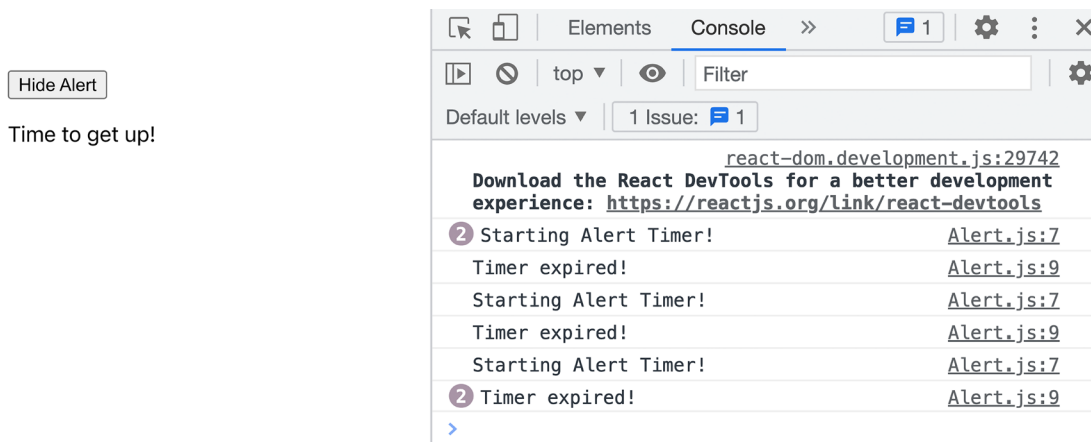 Hide Alert
Time to get up!
Elements Console 1
top Filter
Default levels 1 Issue: 1
react-dom.development.js:29742
Download the React DevTools for a better development
experience: https://reactjs.org/link/react-devtools
2 Starting Alert Timer! Alert.js:7
Timer expired! Alert.js:9
Starting Alert Timer! Alert.js:7
Timer expired! Alert.js:9
Starting Alert Timer! Alert.js:7
2 Timer expired! Alert.js:9